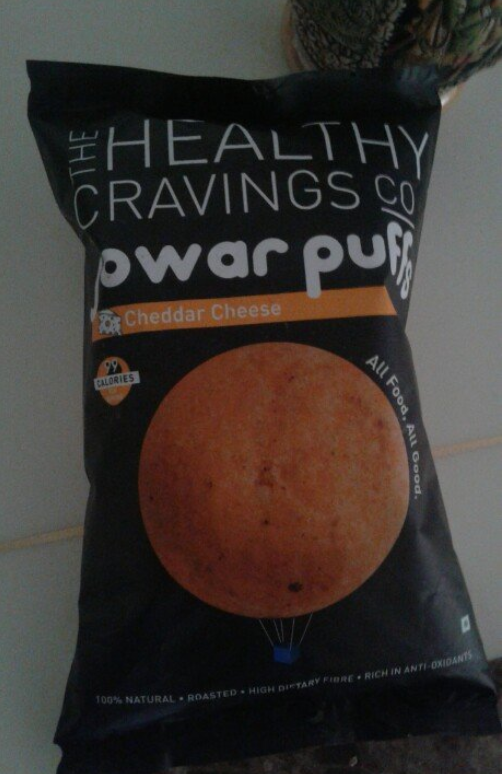 THE HEALTHY
CRAVINGS CO
jowar puffs
Cheddar Cheese
CALORIES
All Food, All Good.
100% NATURAL • ROASTED • HIGH DIETARY FIBRE • RICH IN ANTI-OXIDANTS